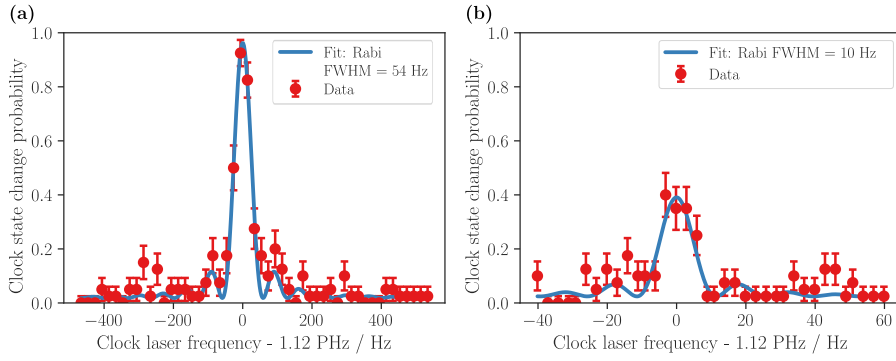 (a)
1.0
0.8
0.6
0.4
0.2
0.0
Clock state change probability
Fit: Rabi
FWHM = 54 Hz
Data
−400 −200 0 200 400
Clock laser frequency - 1.12 PHz / Hz
(b)
1.0
0.8
0.6
0.4
0.2
0.0
Clock state change probability
Fit: Rabi FWHM = 10 Hz
Data
−40 −20 0 20 40 60
Clock laser frequency - 1.12 PHz / Hz